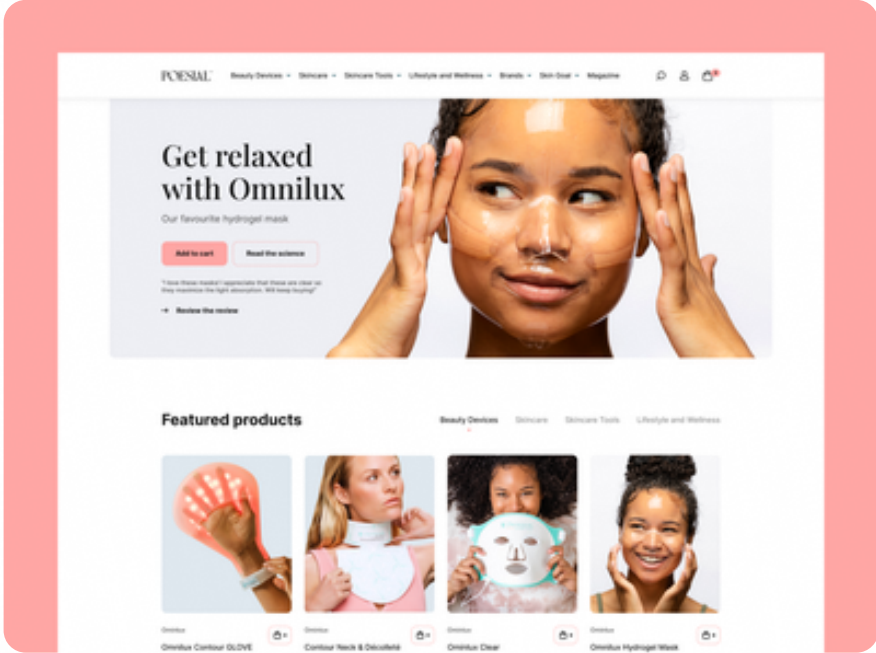 POESIAL
Beauty Devices Skincare Skincare Tools Lifestyle and Wellness Brands Skin Goal Magazine
Get relaxed
with Omnilux
Our favourite hydrogel mask
Add to cart Read the science
"I love these masks! I appreciate that these are clear so
they maximize the light absorption. Will keep buying!"
→ Review the review
Featured products
Beauty Devices Skincare Skincare Tools Lifestyle and Wellness
Omnilux Omnilux Omnilux Omnilux
Omnilux Contour GLOVE Contour Neck & Décolleté Omnilux Clear Omnilux Hydrogel Mask